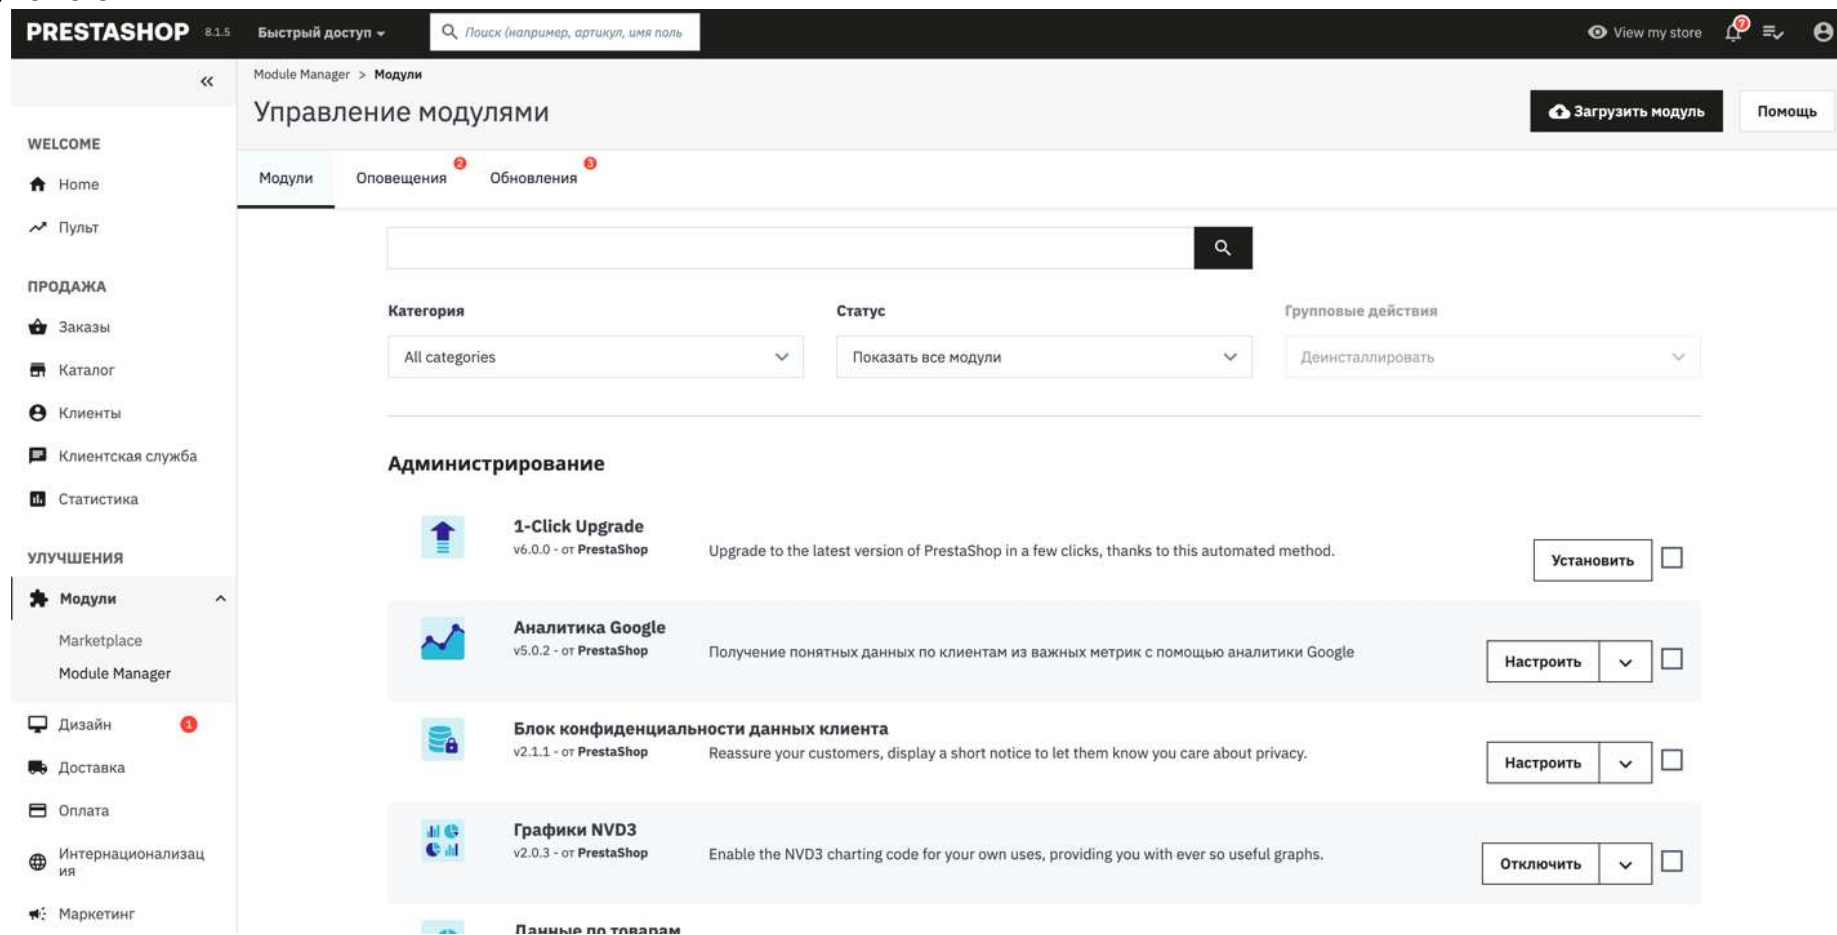 PRESTASHOP 8.1.5 Быстрый доступ Поиск (например, артикул, имя поль View my store 7
Module Manager > Модули
Управление модулями
Загрузить модуль Помощь
WELCOME
Home
Пульт
ПРОДАЖА
Заказы
Каталог
Клиенты
Клиентская служба
Статистика
УЛУЧШЕНИЯ
Модули
Marketplace
Module Manager
Дизайн 1
Доставка
Оплата
Интернационализац
ия
Маркетинг
Модули Оповещения 2 Обновления 3
Категория Статус Групповые действия
All categories Показать все модули Деинсталлировать
Администрирование
1-Click Upgrade
v6.0.0 - от PrestaShop Upgrade to the latest version of PrestaShop in a few clicks, thanks to this automated method. Установить
Аналитика Google
v5.0.2 - от PrestaShop Получение понятных данных по клиентам из важных метрик с помощью аналитики Google Настроить
Блок конфиденциальности данных клиента
v2.1.1 - от PrestaShop Reassure your customers, display a short notice to let them know you care about privacy. Настроить
Графики NVD3
v2.0.3 - от PrestaShop Enable the NVD3 charting code for your own uses, providing you with ever so useful graphs. Отключить
Данные по товарам